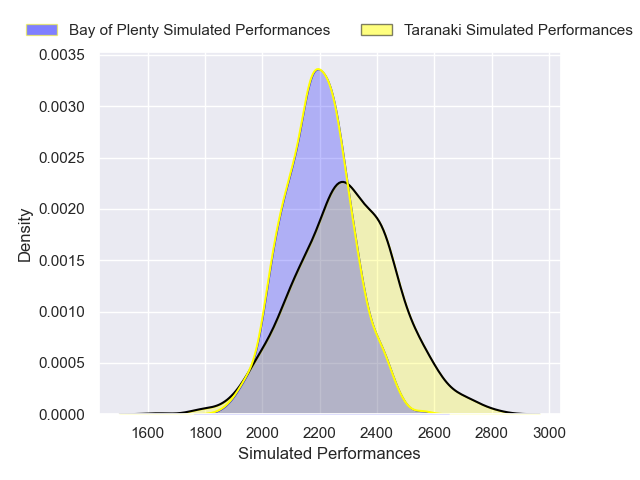 Bay of Plenty Simulated Performances
Taranaki Simulated Performances
0.0035
0.0030
0.0025
0.0020
0.0015
0.0010
0.0005
0.0000
Density
1600 1800 2000 2200 2400 2600 2800 3000
Simulated Performances